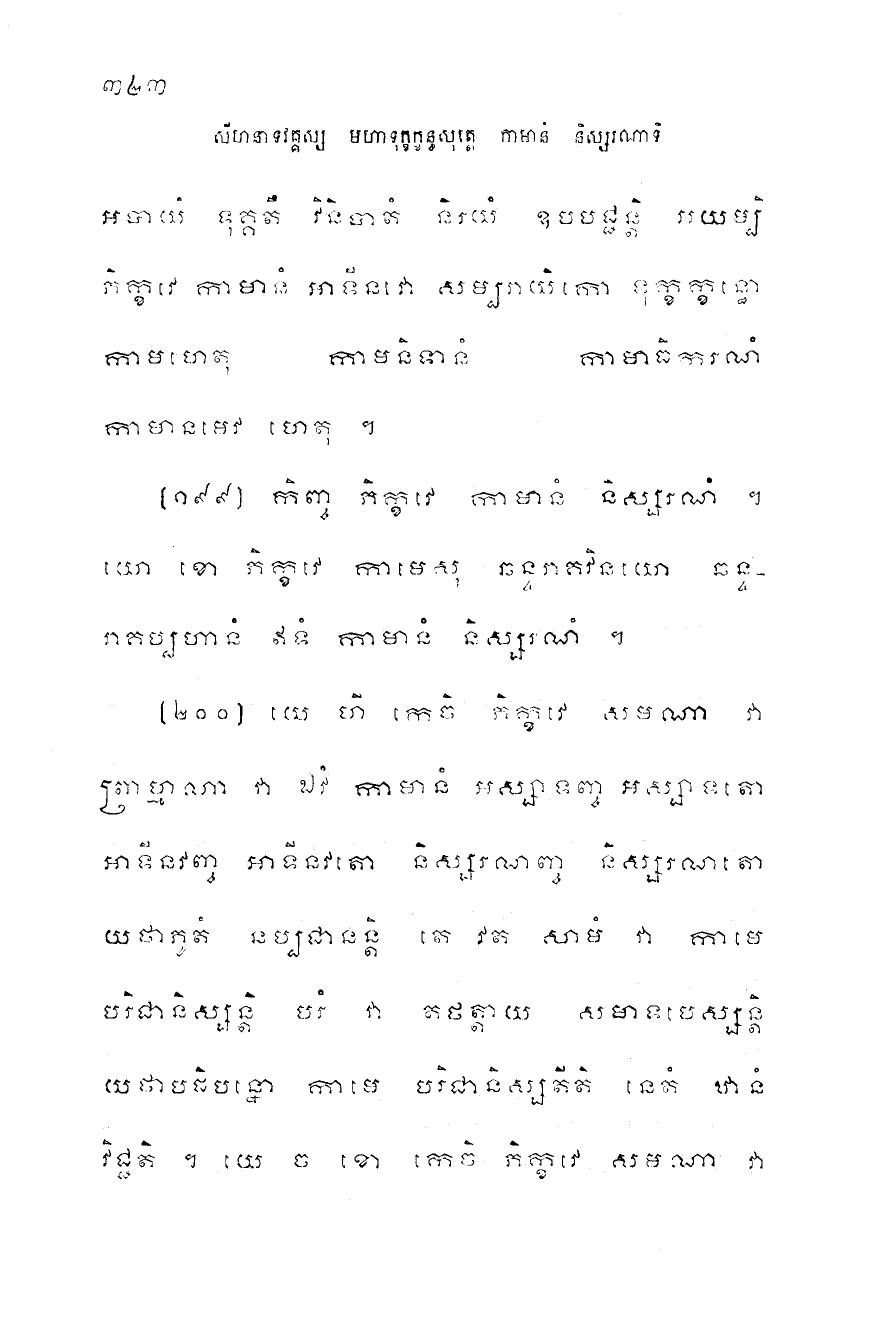 ៣៤៣
សីហនាទវគ្គស្ស មហាទុក្ខក្ខន្ធសុត្តេ កាមានំ និស្សរណាទិ
អបាយំ ទុគ្គតឹ វិនិបាតំ និរយំ ឧបបជ្ជន្តិ អយម្បិ
ភិក្ខវេ កាមានំ អាទីនវោ សម្បរាយិកោ ទុក្ខក្ខន្ធោ
កាមហេតុ កាមនិទានំ កាមាធិករណំ
កាមានមេវ ហេតុ ។
(១៩៩) កិញ្ច ភិក្ខវេ កាមានំ និស្សរណំ ។
យោ ខោ ភិក្ខវេ កាមេសុ ឆន្ទរាគវិនយោ ឆន្ទ-
រាគប្បហានំ ឥទំ កាមានំ និស្សរណំ ។
(២០០) យេ ហិ កេចិ ភិក្ខវេ សមណា វា
ព្រាហ្មណា វា ឯវំ កាមានំ អស្សាទញ្ច អស្សាទតោ
អាទីនវញ្ច អាទីនវតោ និស្សរណញ្ច និស្សរណតោ
យថាភូតំ នប្បជានន្តិ តេ វត សាមំ វា កាមេ
បរិជានិស្សន្តិ បរំ វា តថត្តាយ សមាទបេស្សន្តិ
យថាបដិបន្នោ កាមេ បរិជានិស្សតីតិ នេតំ ឋានំ
វិជ្ជតិ ។ យេ ច ខោ កេចិ ភិក្ខវេ សមណា វា